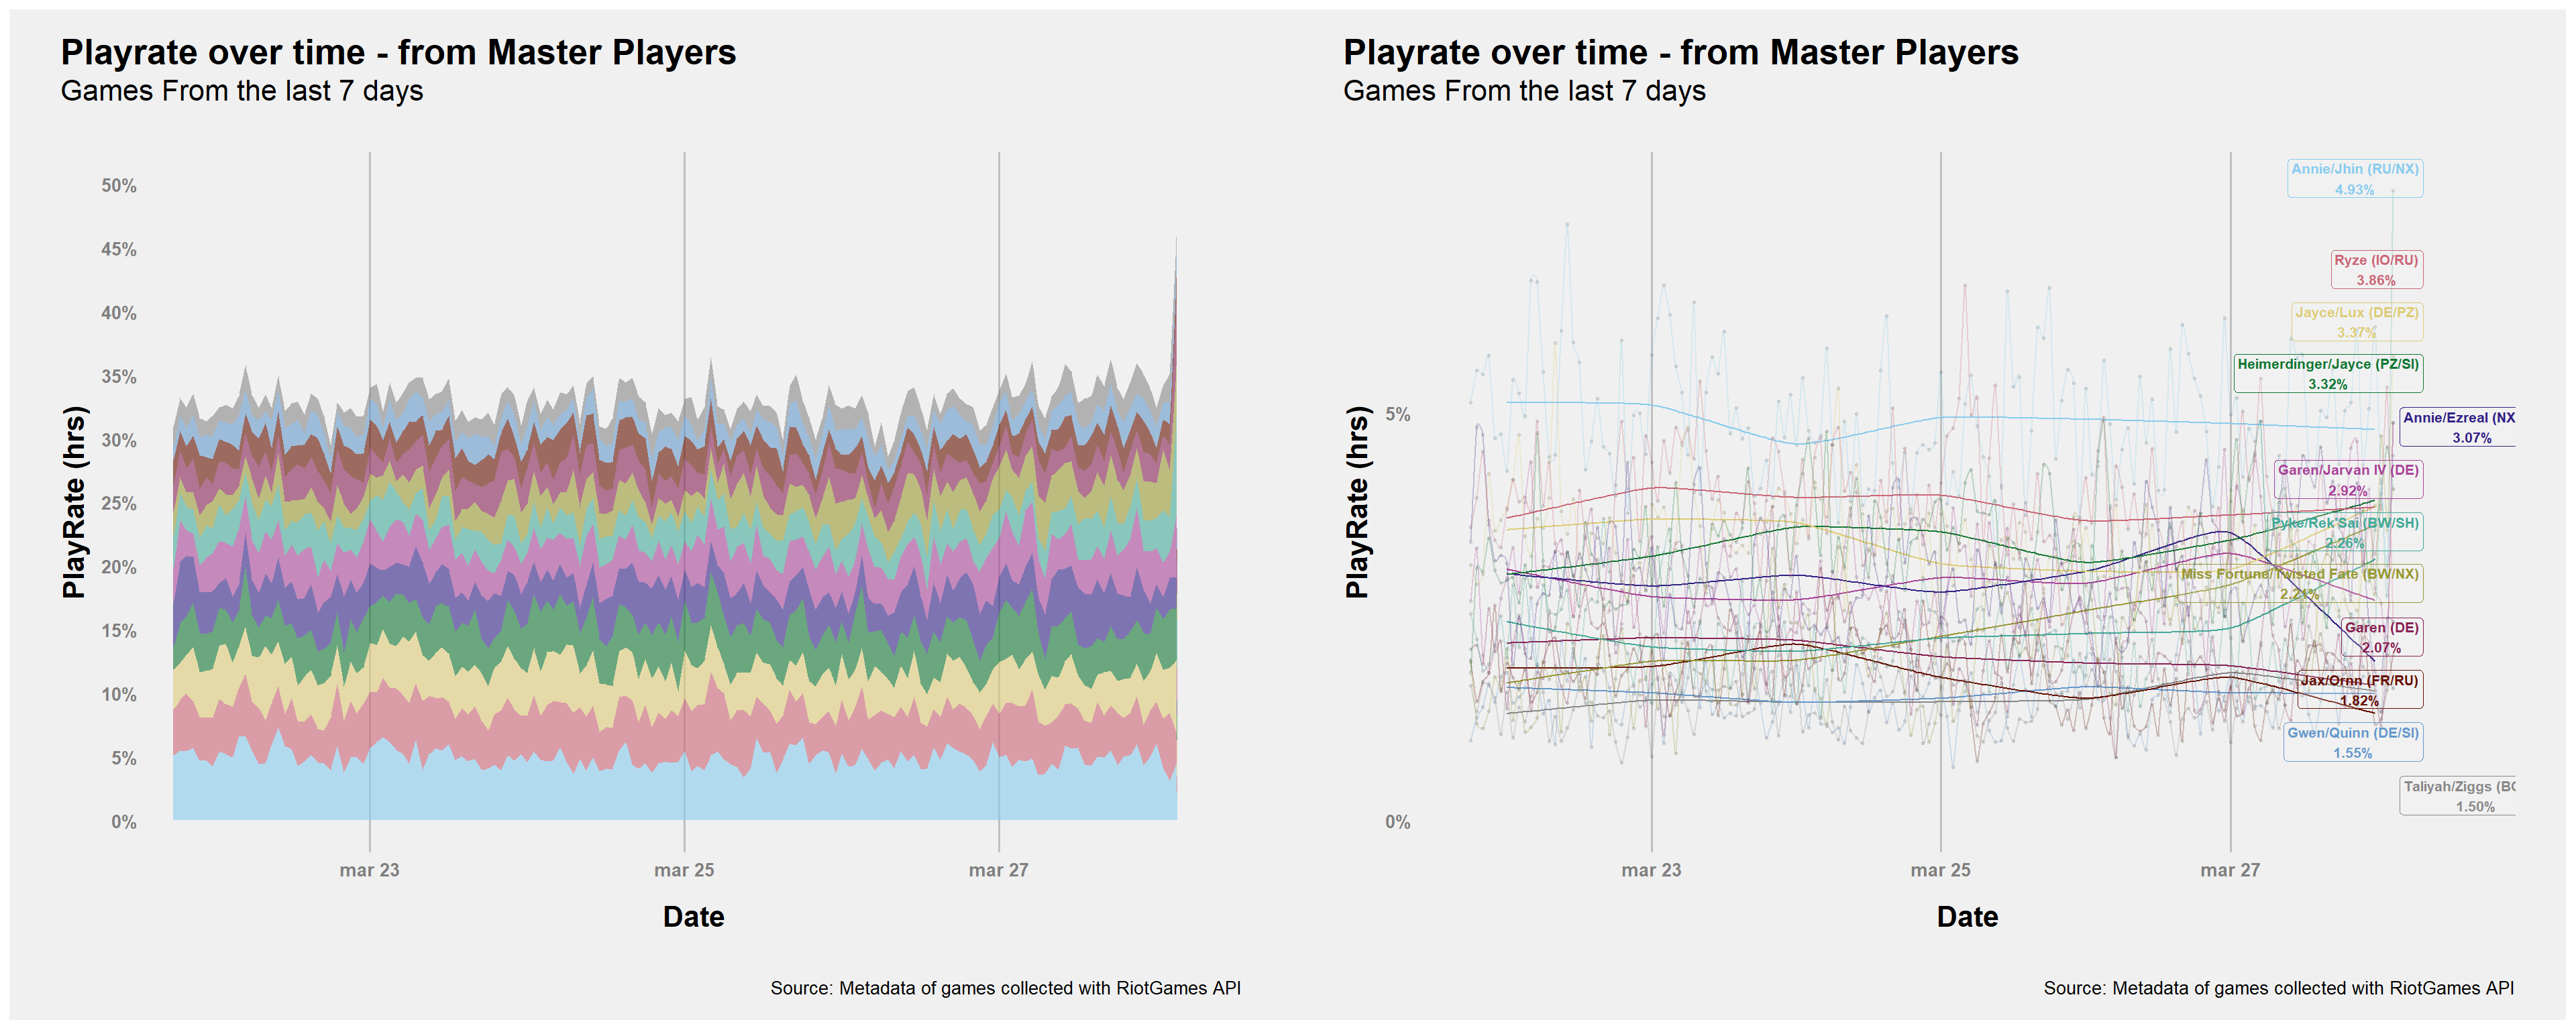 Playrate over time - from Master Players
Games From the last 7 days
PlayRate (hrs)
50%
45%
40%
35%
30%
25%
20%
15%
10%
5%
0%
mar 23
mar 25
mar 27
Date
Source: Metadata of games collected with RiotGames API
Playrate over time - from Master Players
Games From the last 7 days
PlayRate (hrs)
5%
0%
Annie/Jhin (RU/NX)
4.93%
Ryze (IO/RU)
3.86%
Jayce/Lux (DE/PZ)
3.37%
Heimerdinger/Jayce (PZ/SI)
3.32%
Annie/Ezreal (NX
3.07%
Garen/Jarvan IV (DE)
2.92%
Pyke/Rek'Sai (BW/SH)
2.26%
Miss Fortune/Twisted Fate (BW/NX)
2.21%
Garen (DE)
2.07%
Jax/Ornn (FR/RU)
1.82%
Gwen/Quinn (DE/SI)
1.55%
Taliyah/Ziggs (BC
1.50%
mar 23
mar 25
mar 27
Date
Source: Metadata of games collected with RiotGames API